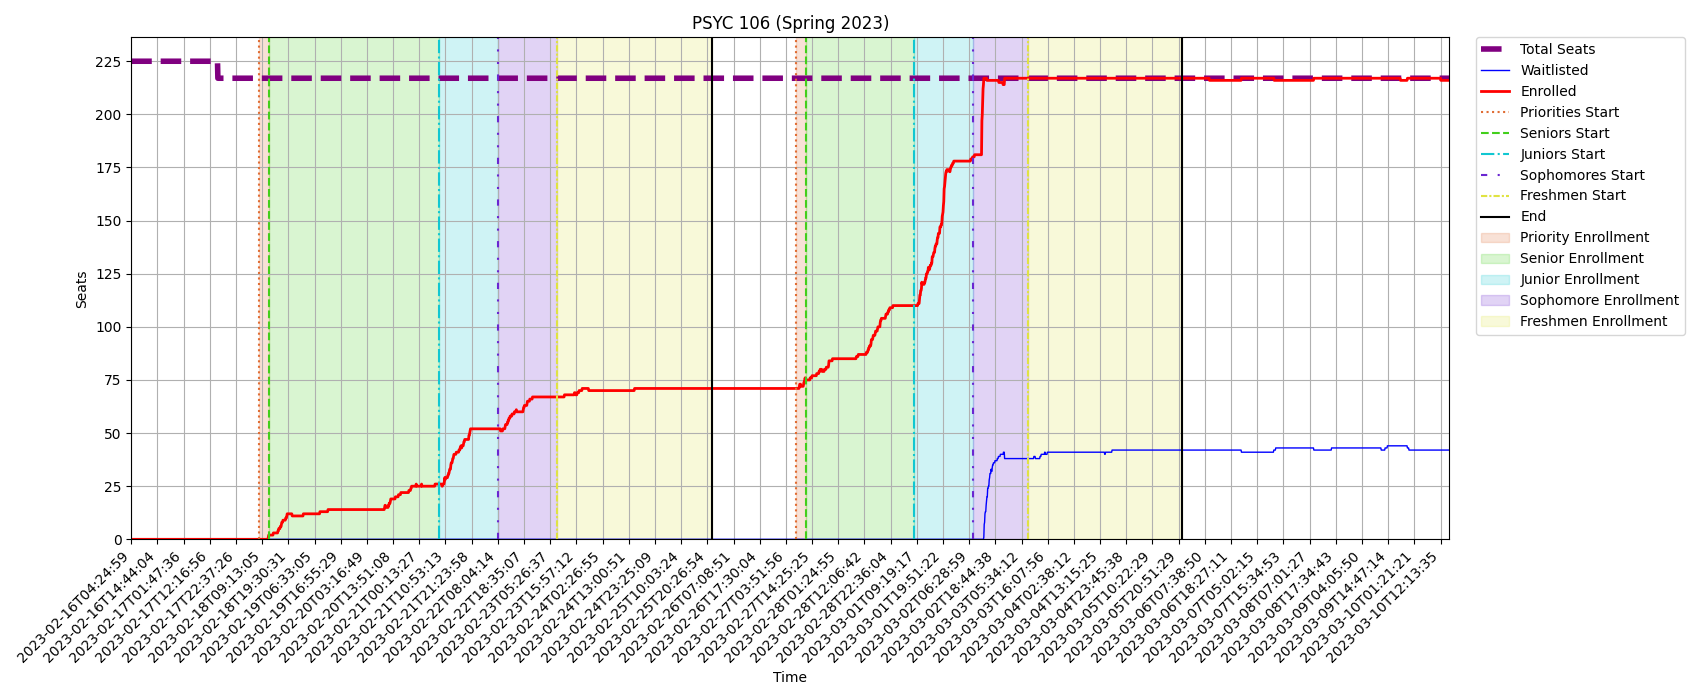 PSYC 106 (Spring 2023)
Seats
225
200
175
150
125
100
75
50
25
0
2023-02-16T04:24:59
2023-02-16T14:44:04
2023-02-17T01:47:36
2023-02-17T12:16:56
2023-02-17T22:37:26
2023-02-18T09:13:05
2023-02-18T19:30:31
2023-02-19T06:33:05
2023-02-19T16:55:29
2023-02-20T03:16:49
2023-02-20T13:51:08
2023-02-21T00:13:27
2023-02-21T10:53:13
2023-02-21T21:23:58
2023-02-22T08:04:14
2023-02-22T18:35:07
2023-02-23T05:26:37
2023-02-23T15:57:12
2023-02-24T02:26:55
2023-02-24T13:00:51
2023-02-24T23:25:09
2023-02-25T10:03:24
2023-02-25T20:26:54
2023-02-26T07:08:51
2023-02-26T17:30:04
2023-02-27T03:51:56
2023-02-27T14:25:25
2023-02-28T01:24:55
2023-02-28T12:06:42
2023-02-28T22:36:04
2023-03-01T09:19:17
2023-03-01T19:51:22
2023-03-02T06:28:59
2023-03-02T18:44:38
2023-03-03T05:34:12
2023-03-03T16:07:56
2023-03-04T02:38:12
2023-03-04T13:15:25
2023-03-04T23:45:38
2023-03-05T10:22:29
2023-03-05T20:51:29
2023-03-06T07:38:50
2023-03-06T18:27:11
2023-03-07T05:02:15
2023-03-07T15:34:53
2023-03-08T07:01:27
2023-03-08T17:34:43
2023-03-09T04:05:50
2023-03-09T14:47:14
2023-03-10T01:21:21
2023-03-10T12:13:35
Time
Total Seats
Waitlisted
Enrolled
Priorities Start
Seniors Start
Juniors Start
Sophomores Start
Freshmen Start
End
Priority Enrollment
Senior Enrollment
Junior Enrollment
Sophomore Enrollment
Freshmen Enrollment